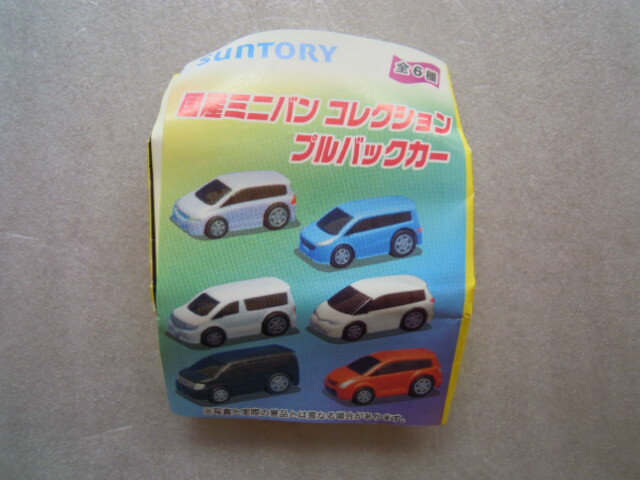 SUNTORY
全6種
国産ミニバン コレクション
プルバックカー
※写真と実際の景品とは異なる場合があります。